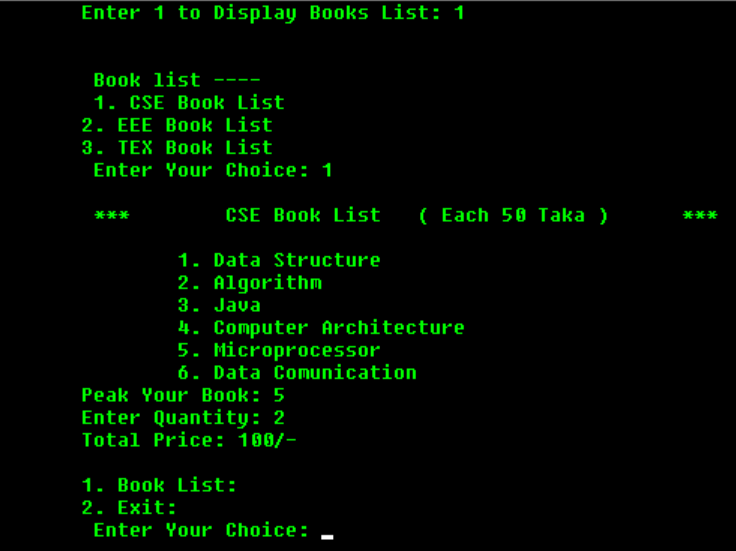 Enter 1 to Display Books List: 1
Book list ----
1. CSE Book List
2. EEE Book List
3. TEX Book List
Enter Your Choice: 1
*** CSE Book List ( Each 50 Taka ) ***
1. Data Structure
2. Algorithm
3. Java
4. Computer Architecture
5. Microprocessor
6. Data Comunication
Peak Your Book: 5
Enter Quantity: 2
Total Price: 100/-
1. Book List:
2. Exit:
Enter Your Choice: